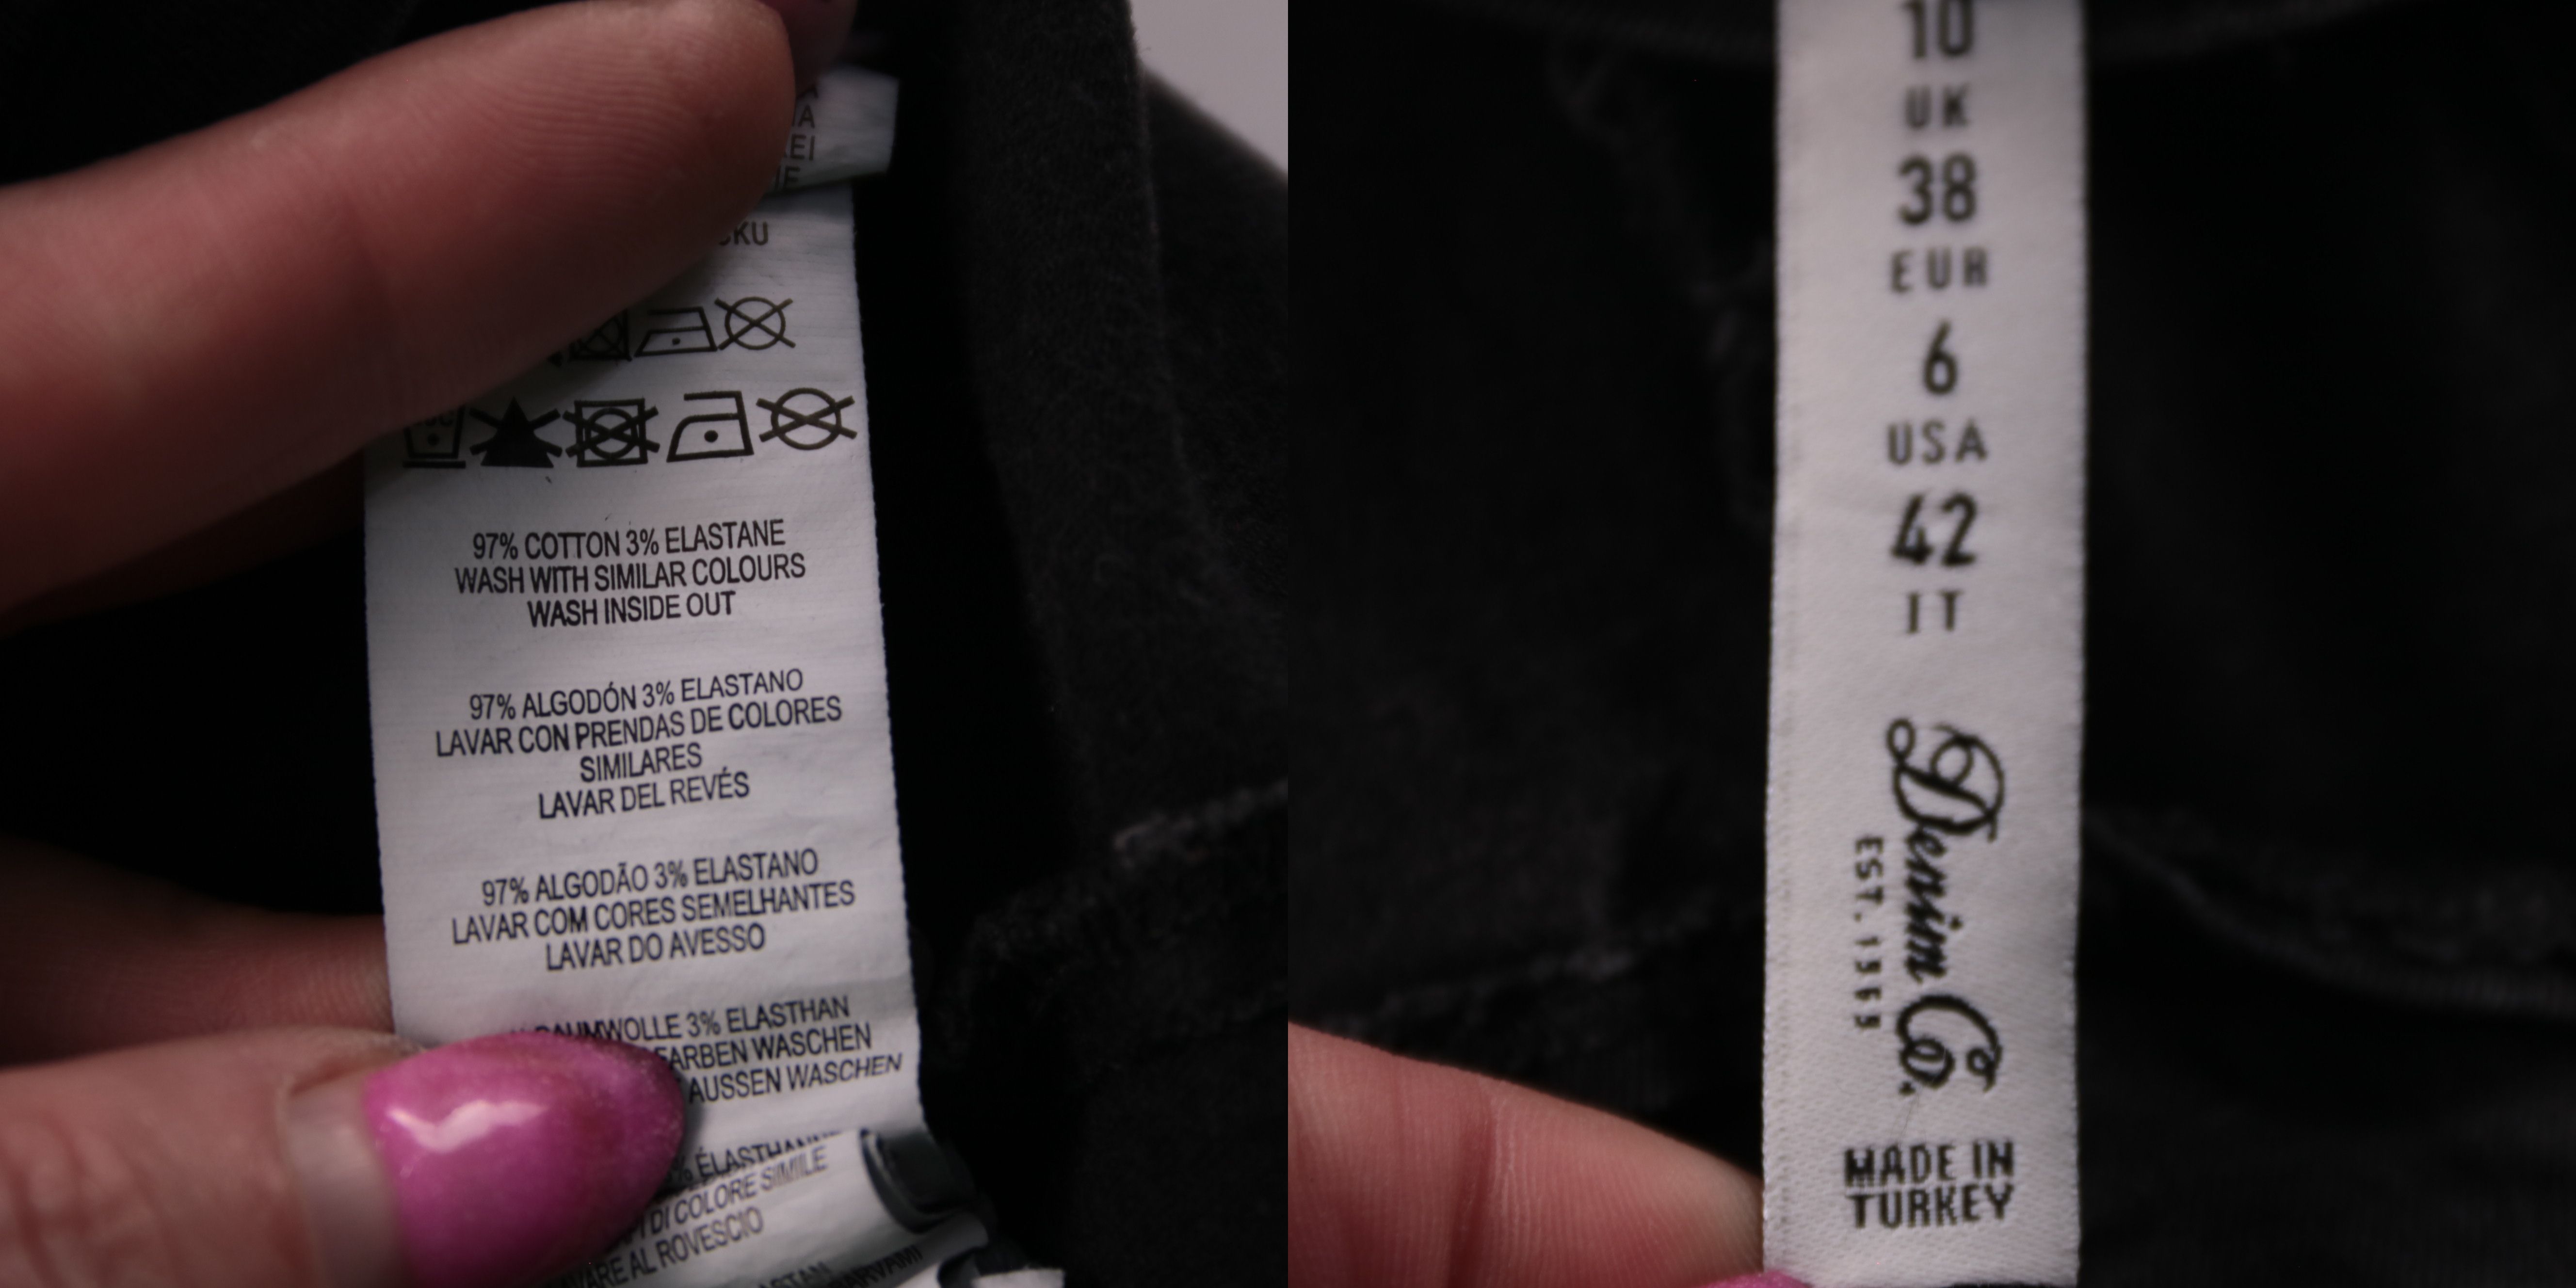 CKU
97% COTTON 3% ELASTANE
WASH WITH SIMILAR COLOURS
WASH INSIDE OUT
97% ALGODÓN 3% ELASTANO
LAVAR CON PRENDAS DE COLORES
SIMILARES
LAVAR DEL REVÉS
97% ALGODÃO 3% ELASTANO
LAVAR COM CORES SEMELHANTES
LAVAR DO AVESSO
BAUMWOLLE 3% ELASTHAN
FARBEN WASCHEN
AUSSEN WASCHEN
% ÉLASTHANNE
DI COLORE SIMILE
AL ROVESCIO
10
UK
38
EUR
6
USA
42
IT
Denim Co.
EST. 1969
MADE IN
TURKEY